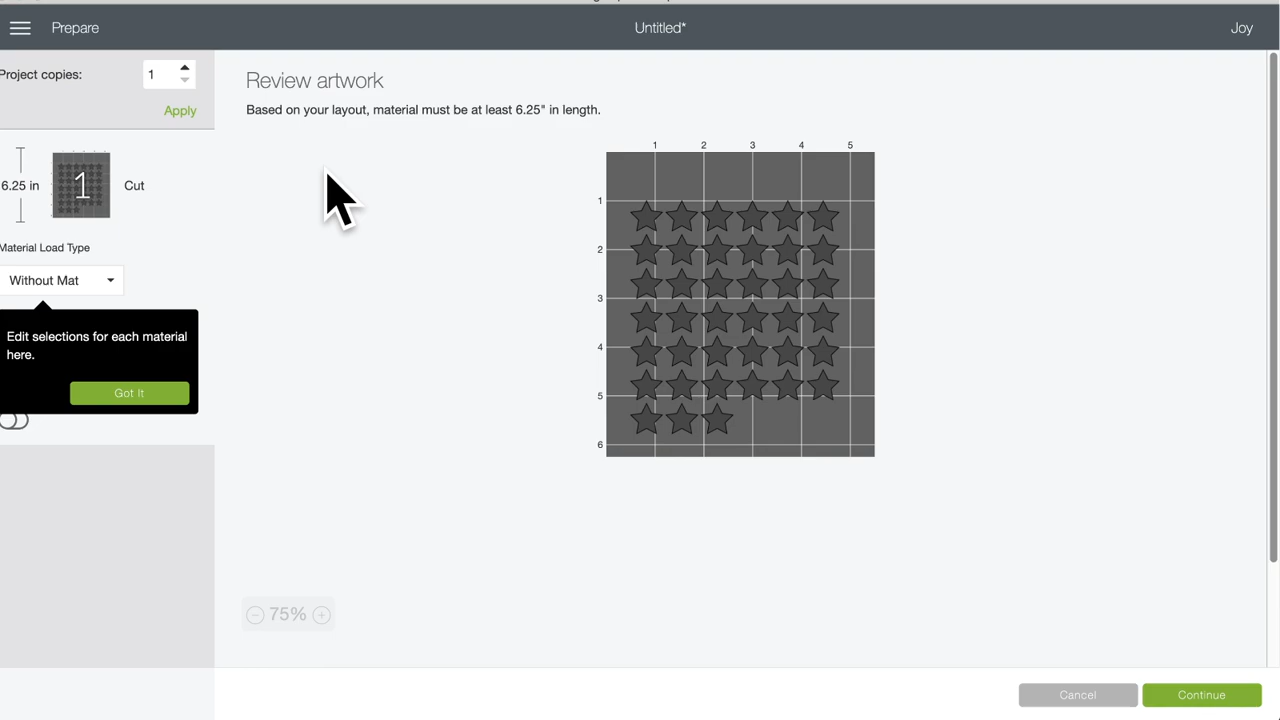 Prepare
Untitled*
Joy
Project copies:
1
Apply
Review artwork
Based on your layout, material must be at least 6.25" in length.
6.25 in
1
Cut
Material Load Type
Without Mat
Edit selections for each material
here.
Got It
1 2 3 4 5
1
2
3
4
5
6
75%
Cancel
Continue